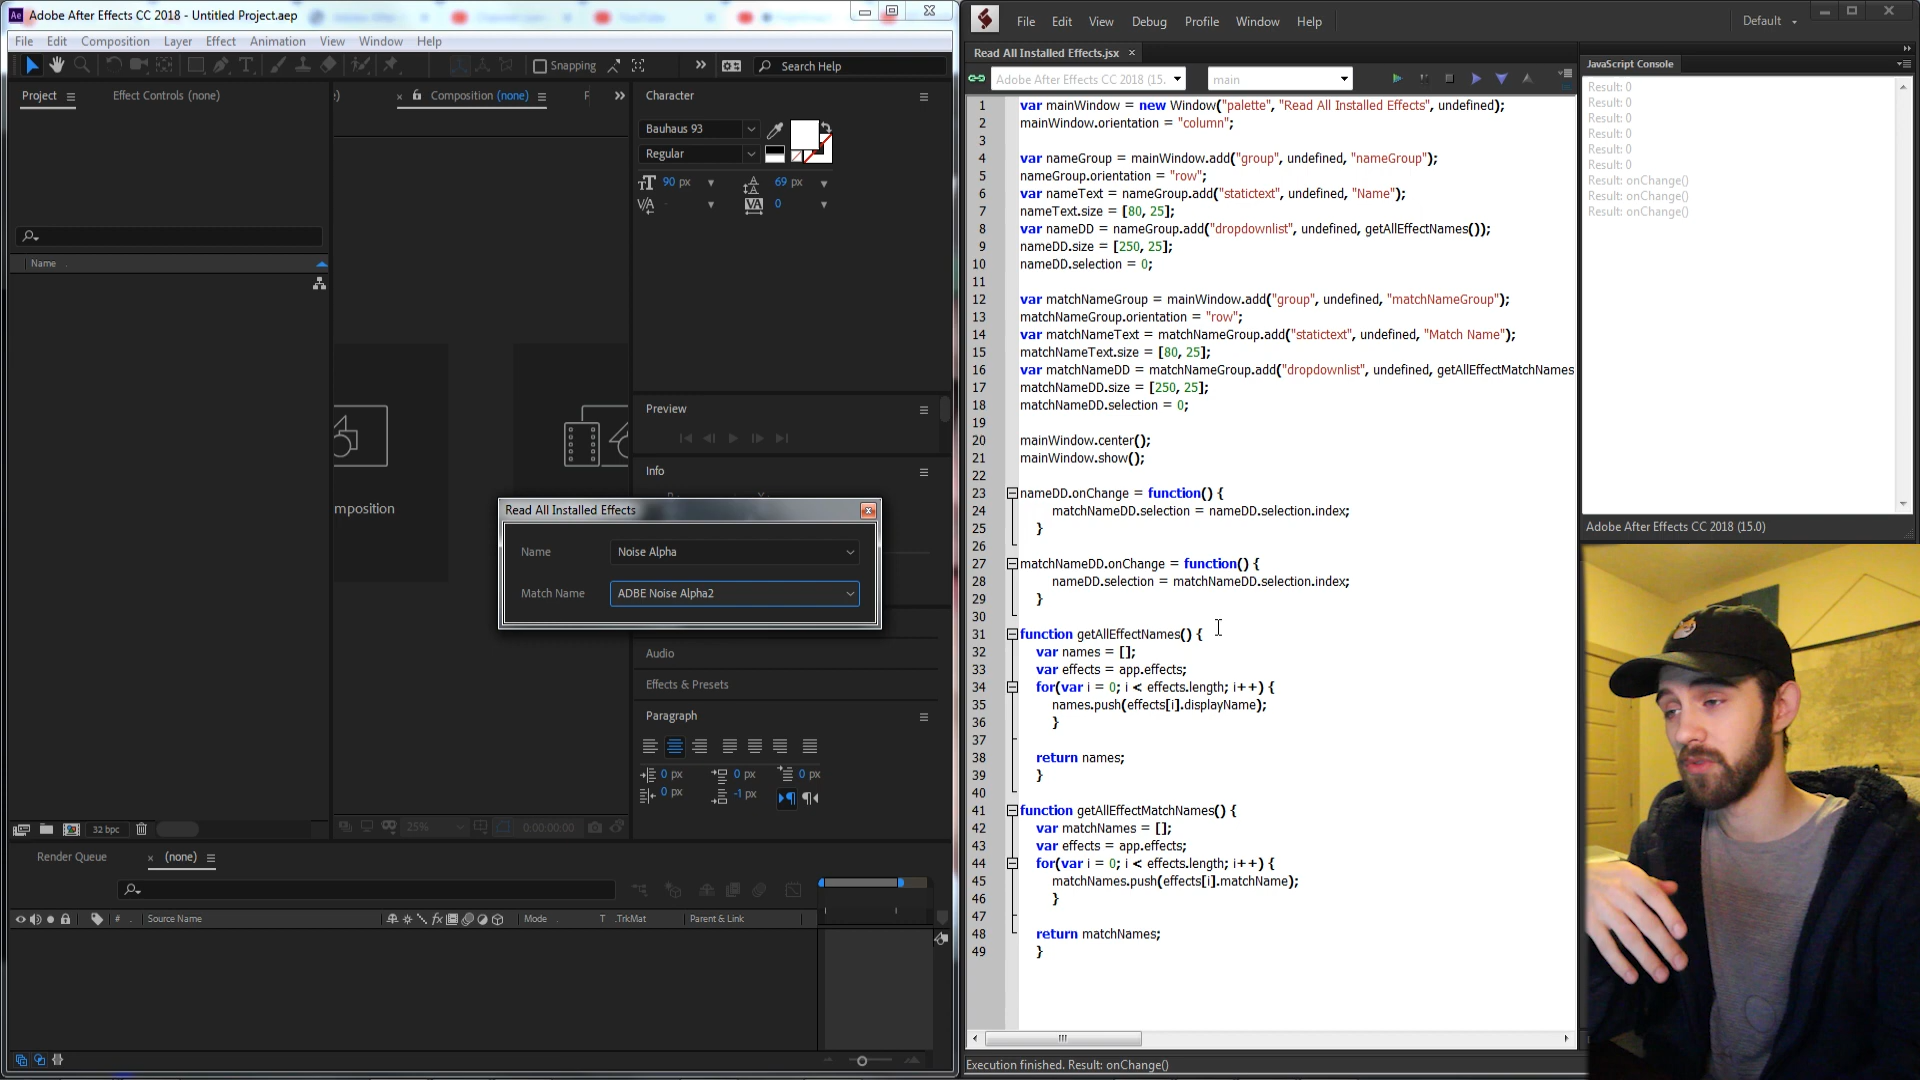 Adobe After Effects CC 2018 - Untitled Project.aep
File Edit Composition Layer Effect Animation View Window Help
Snapping
Search Help
Project
Effect Controls (none)
Composition (none)
Name
mposition
32 bpc
25%
0:00:00:00
Character
Bauhaus 93
Regular
90 px
69 px
0
Preview
Info
Read All Installed Effects
Name
Noise Alpha
Match Name
ADBE Noise Alpha2
Audio
Effects & Presets
Paragraph
0 px
0 px
0 px
0 px
-1 px
Render Queue
(none)
# Source Name
Mode
T .TrkMat
Parent & Link
File Edit View Debug Profile Window Help
Default
Read All Installed Effects.jsx
Adobe After Effects CC 2018 (15.
main
1 var mainWindow = new Window("palette", "Read All Installed Effects", undefined);
2 mainWindow.orientation = "column";
3
4 var nameGroup = mainWindow.add("group", undefined, "nameGroup");
5 nameGroup.orientation = "row";
6 var nameText = nameGroup.add("statictext", undefined, "Name");
7 nameText.size = [80, 25];
8 var nameDD = nameGroup.add("dropdownlist", undefined, getAllEffectNames());
9 nameDD.size = [250, 25];
10 nameDD.selection = 0;
11
12 var matchNameGroup = mainWindow.add("group", undefined, "matchNameGroup");
13 matchNameGroup.orientation = "row";
14 var matchNameText = matchNameGroup.add("statictext", undefined, "Match Name");
15 matchNameText.size = [80, 25];
16 var matchNameDD = matchNameGroup.add("dropdownlist", undefined, getAllEffectMatchNames
17 matchNameDD.size = [250, 25];
18 matchNameDD.selection = 0;
19
20 mainWindow.center();
21 mainWindow.show();
22
23 nameDD.onChange = function() {
24 matchNameDD.selection = nameDD.selection.index;
25 }
26
27 matchNameDD.onChange = function() {
28 nameDD.selection = matchNameDD.selection.index;
29 }
30
31 function getAllEffectNames() {
32 var names = [];
33 var effects = app.effects;
34 for(var i = 0; i < effects.length; i++) {
35 names.push(effects[i].displayName);
36 }
37
38 return names;
39 }
40
41 function getAllEffectMatchNames() {
42 var matchNames = [];
43 var effects = app.effects;
44 for(var i = 0; i < effects.length; i++) {
45 matchNames.push(effects[i].matchName);
46 }
47
48 return matchNames;
49 }
Execution finished. Result: onChange()
JavaScript Console
Result: 0
Result: 0
Result: 0
Result: 0
Result: 0
Result: 0
Result: onChange()
Result: onChange()
Result: onChange()
Adobe After Effects CC 2018 (15.0)